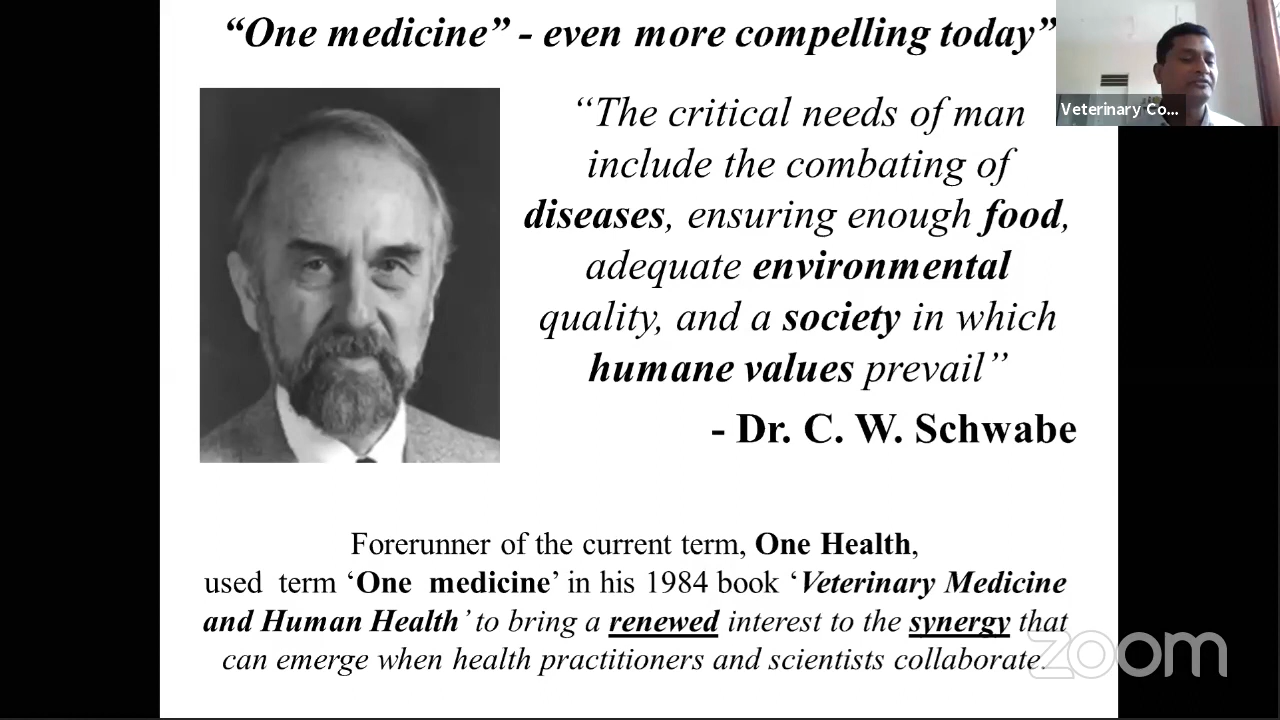 “One medicine” - even more compelling today”
Veterinary Co...
“The critical needs of man
include the combating of
diseases, ensuring enough food,
adequate environmental
quality, and a society in which
humane values prevail”
- Dr. C. W. Schwabe
Forerunner of the current term, One Health,
used term ‘One medicine’ in his 1984 book ‘Veterinary Medicine
and Human Health’ to bring a renewed interest to the synergy that
can emerge when health practitioners and scientists collaborate.
zoom